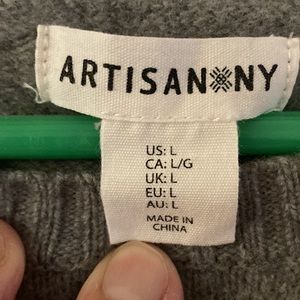 ARTISAN NY
US: L
CA: L/G
UK: L
EU: L
AU: L
MADE IN
CHINA